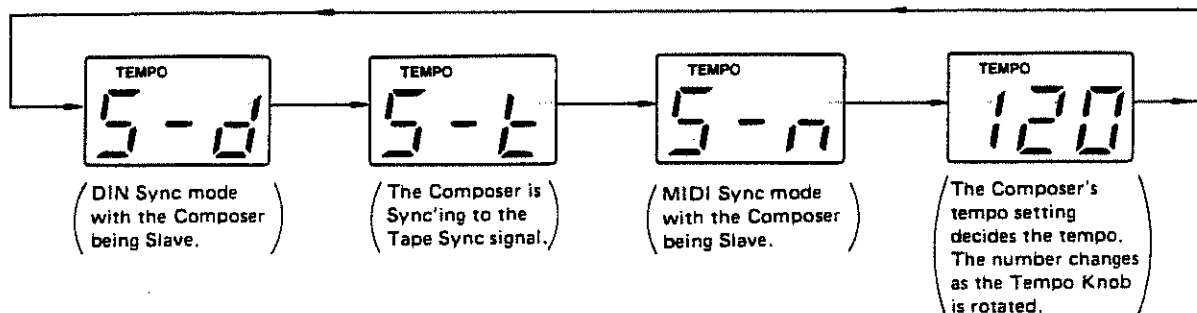 TEMPO
S-d
TEMPO
S-t
TEMPO
S-n
TEMPO
120
DIN Sync mode
with the Composer
being Slave.
The Composer is
Sync'ing to the
Tape Sync signal.
MIDI Sync mode
with the Composer
being Slave.
The Composer's
tempo setting
decides the tempo.
The number changes
as the Tempo Knob
is rotated.